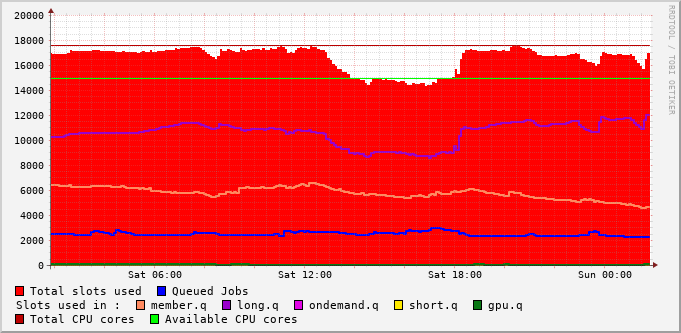 20000
18000
16000
14000
12000
10000
8000
6000
4000
2000
0
Sat 06:00 Sat 12:00 Sat 18:00 Sun 00:00
RRDTOOL / TOBI OETIKER
Total slots used Queued Jobs
Slots used in : member.q long.q ondemand.q short.q gpu.q
Total CPU cores Available CPU cores